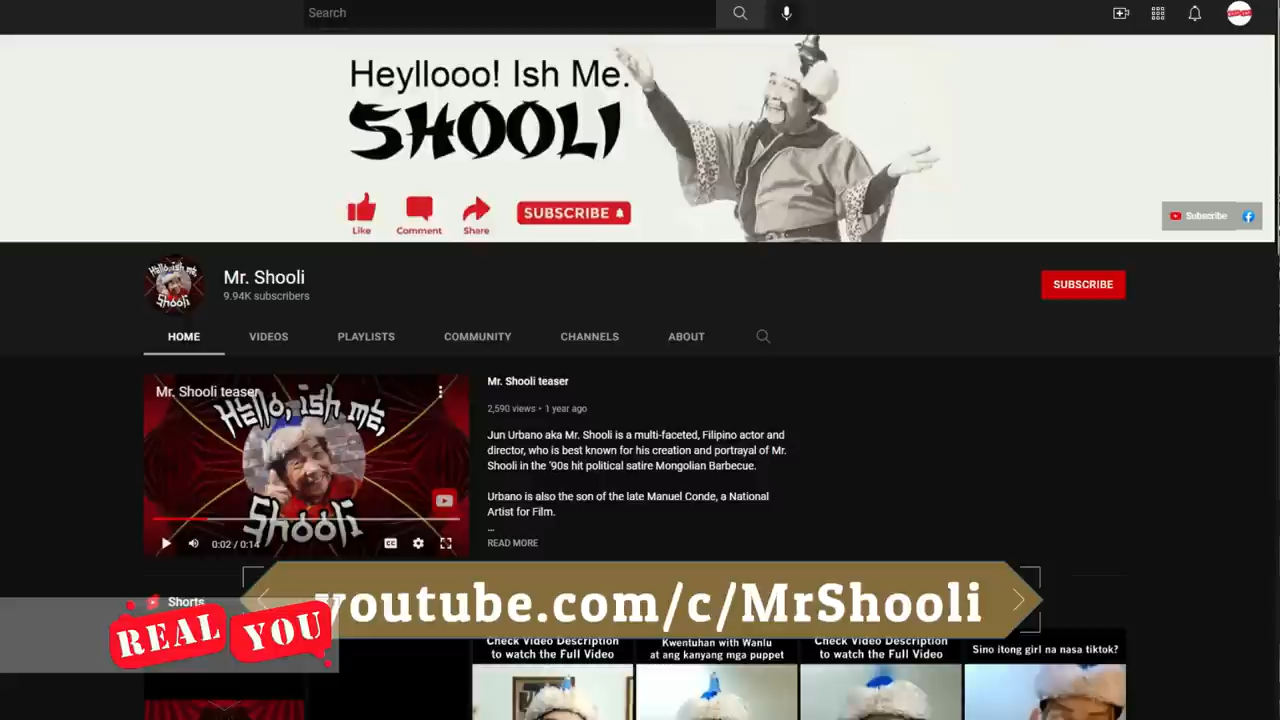 Search
Heyllooo! Ish Me.
SHOOLI
Like
Comment
Share
SUBSCRIBE
Subscribe
Hello, ish me,
Shooli
Mr. Shooli
9.94K subscribers
SUBSCRIBE
HOME
VIDEOS
PLAYLISTS
COMMUNITY
CHANNELS
ABOUT
Mr. Shooli teaser
Hello, ish me,
Shooli
0:02 / 0:14
CC
Mr. Shooli teaser
2,590 views • 1 year ago
Jun Urbano aka Mr. Shooli is a multi-faceted, Filipino actor and
director, who is best known for his creation and portrayal of Mr.
Shooli in the '90s hit political satire Mongolian Barbecue.
Urbano is also the son of the late Manuel Conde, a National
Artist for Film.
...
READ MORE
Shorts
youtube.com/c/MrShooli
REAL YOU
Check Video Description
to watch the Full Video
Kwentuhan with Wanlu
at ang kanyang mga puppet
Check Video Description
to watch the Full Video
Sino itong girl na nasa tiktok?